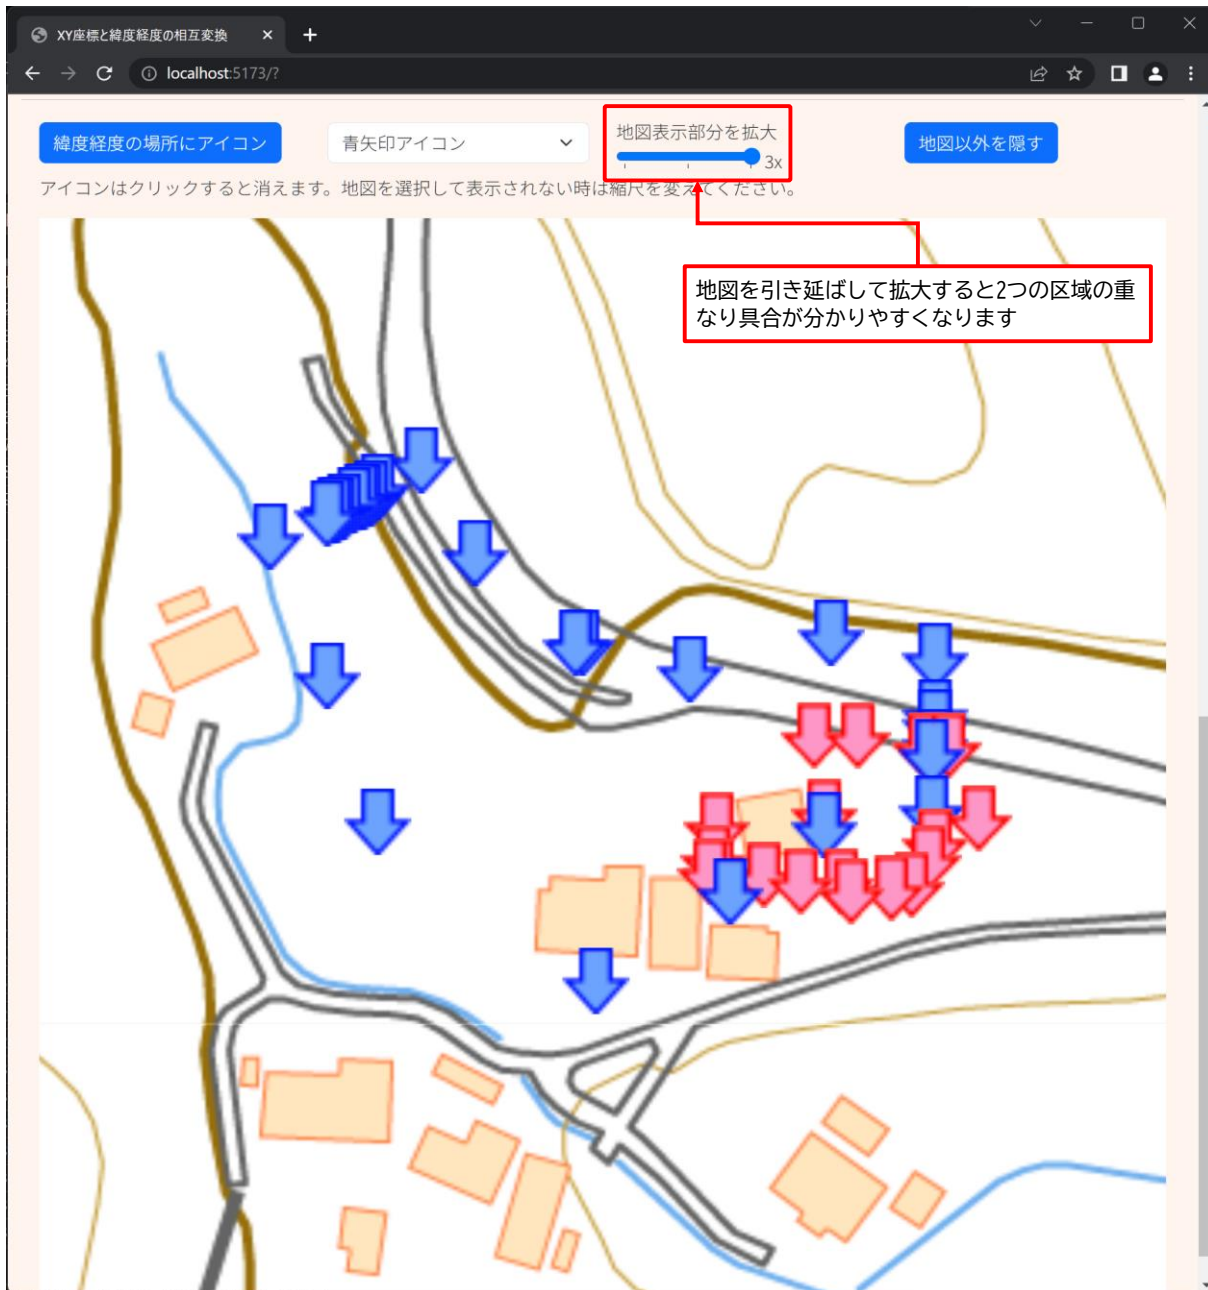 XY座標と緯度経度の相互変換
localhost:5173/?
緯度経度の場所にアイコン
青矢印アイコン
地図表示部分を拡大
3x
地図以外を隠す
アイコンはクリックすると消えます。地図を選択して表示されない時は縮尺を変えてください。
地図を引き延ばして拡大すると2つの区域の重
なり具合が分かりやすくなります